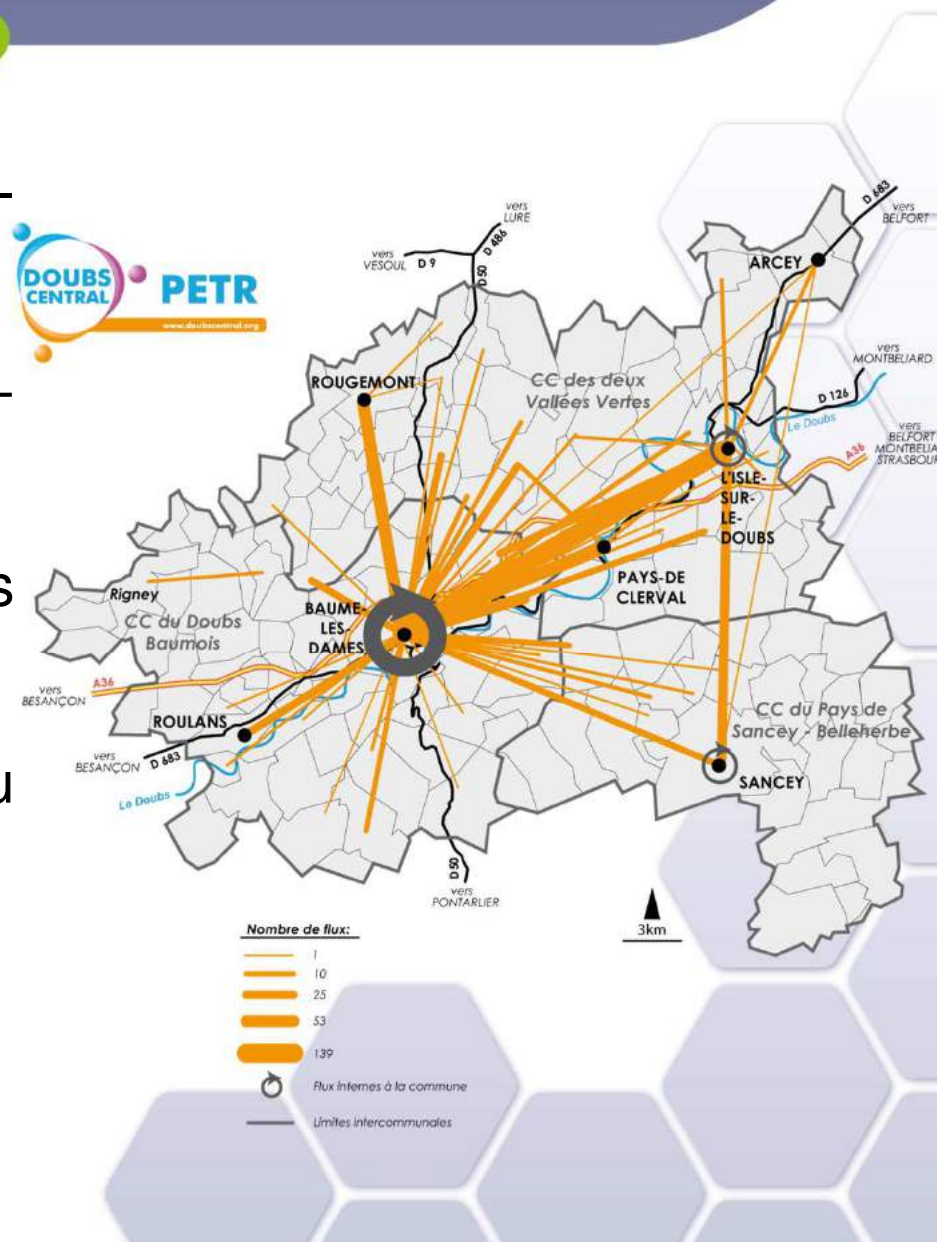 DOUBS
CENTRAL
PETR
www.doubscentral.org
s
u
vers
LURE
vers
VESOUL
D 9
D 486
D 50
D 683
vers
BELFORT
ARCEY
vers
MONTBELIARD
D 126
Le Doubs
vers
BELFORT
MONTBELIA
STRASBOUR
A36
ROUGEMONT
CC des deux
Vallées Vertes
L'ISLE-
SUR-
LE-
DOUBS
PAYS-DE
CLERVAL
Rigney
CC du Doubs
Baumois
BAUME-
LES-
DAMES
vers
BESANÇON
A36
ROULANS
vers
BESANÇON
D 683
Le Doubs
CC du Pays de
Sancey - Belleherbe
SANCEY
D 50
vers
PONTARLIER
3km
Nombre de flux:
1
10
25
53
139
Flux internes à la commune
Limites intercommunales